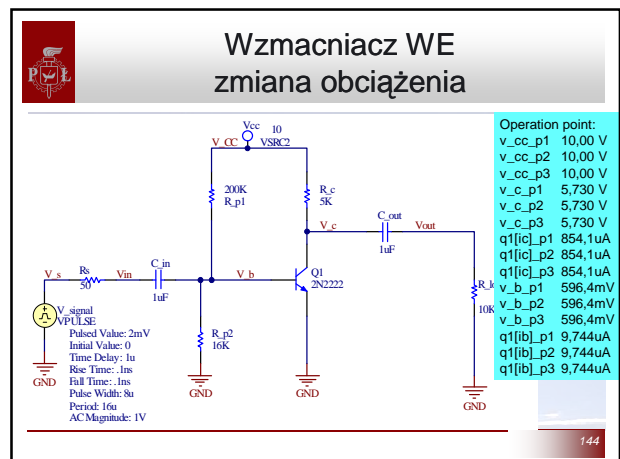 Wzmacniacz WE
zmiana obciążenia
P Ł
Vcc 10
V_CC VSRC2
200K
R_p1
R_c
5K
V_c
C_out
1uF
Vout
V_s
Rs
50
Vin
C_in
1uF
V_b
Q1
2N2222
10K
V_signal
VPULSE
Pulsed Value: 2mV
Initial Value: 0
Time Delay: 1u
Rise Time: .1ns
Fall Time: .1ns
Pulse Width: 8u
Period: 16u
AC Magnitude: 1V
R_p2
16K
GND
GND
GND
GND
Operation point:
v_cc_p1 10,00 V
v_cc_p2 10,00 V
v_cc_p3 10,00 V
v_c_p1 5,730 V
v_c_p2 5,730 V
v_c_p3 5,730 V
q1[ic]_p1 854,1uA
q1[ic]_p2 854,1uA
q1[ic]_p3 854,1uA
v_b_p1 596,4mV
v_b_p2 596,4mV
v_b_p3 596,4mV
q1[ib]_p1 9,744uA
q1[ib]_p2 9,744uA
q1[ib]_p3 9,744uA
144